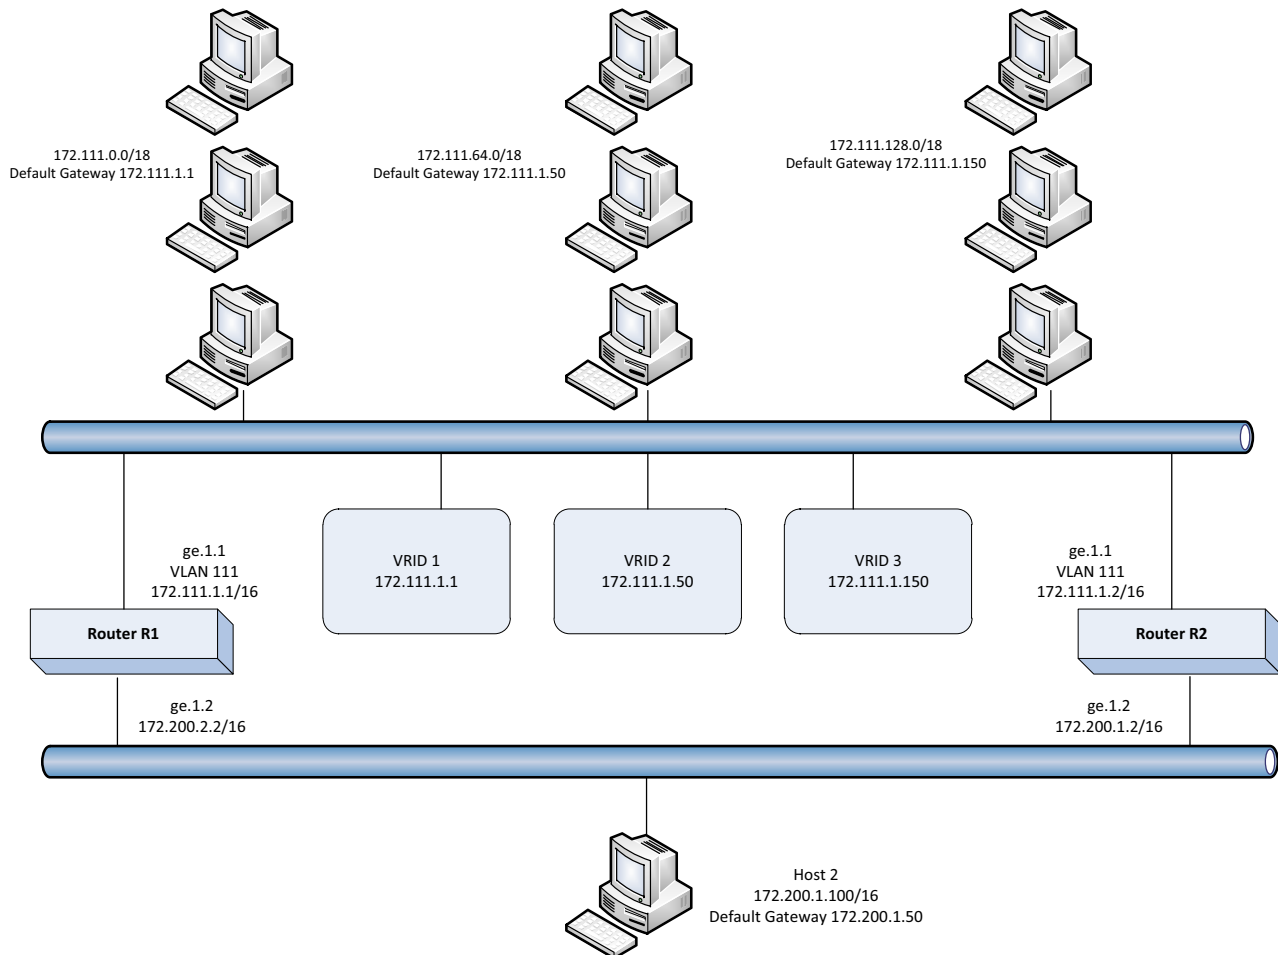 172.111.0.0/18
Default Gateway 172.111.1.1
172.111.64.0/18
Default Gateway 172.111.1.50
172.111.128.0/18
Default Gateway 172.111.1.150
ge.1.1
VLAN 111
172.111.1.1/16
VRID 1
172.111.1.1
VRID 2
172.111.1.50
VRID 3
172.111.1.150
ge.1.1
VLAN 111
172.111.1.2/16
Router R1
Router R2
ge.1.2
172.200.2.2/16
ge.1.2
172.200.1.2/16
Host 2
172.200.1.100/16
Default Gateway 172.200.1.50